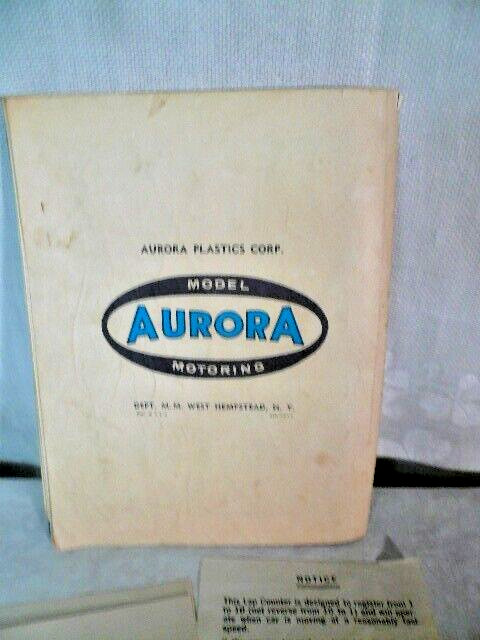 AURORA PLASTICS CORP.
MODEL
AURORA
MOTORING
DEPT. M.M. WEST HEMPSTEAD, N. Y.
NOTICE
This Lap Counter is designed to register from 1
to 10 (not reverse from 10 to 1) and will oper-
ate when car is moving at a reasonably fast
speed.